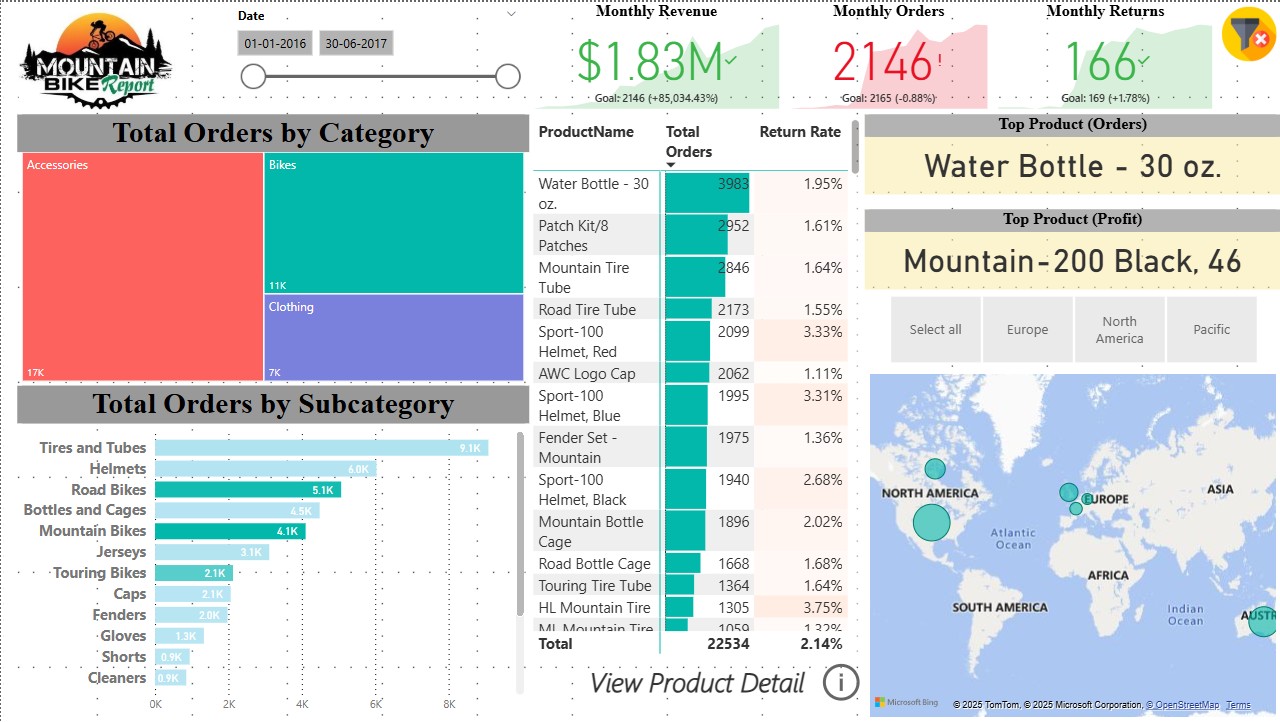 MOUNTAIN
BIKE Report
Date
01-01-2016 30-06-2017
Monthly Revenue
$1.83M
Goal: 2146 (+85,034.43%)
Monthly Orders
2146!
Goal: 2165 (-0.88%)
Monthly Returns
166
Goal: 169 (+1.78%)
Total Orders by Category
Accessories
17K
Bikes
11K
Clothing
7K
Total Orders by Subcategory
Tires and Tubes 9.1K
Helmets 6.0K
Road Bikes 5.1K
Bottles and Cages 4.5K
Mountain Bikes 4.1K
Jerseys 3.1K
Touring Bikes 2.1K
Caps 2.1K
Fenders 2.0K
Gloves 1.3K
Shorts 0.9K
Cleaners 0.9K
0K 2K 4K 6K 8K
ProductName Total Return Rate
Orders
Water Bottle - 30 3983 1.95%
oz.
Patch Kit/8 2952 1.61%
Patches
Mountain Tire 2846 1.64%
Tube
Road Tire Tube 2173 1.55%
Sport-100 2099 3.33%
Helmet, Red
AWC Logo Cap 2062 1.11%
Sport-100 1995 3.31%
Helmet, Blue
Fender Set - 1975 1.36%
Mountain
Sport-100 1940 2.68%
Helmet, Black
Mountain Bottle 1896 2.02%
Cage
Road Bottle Cage 1668 1.68%
Touring Tire Tube 1364 1.64%
HL Mountain Tire 1305 3.75%
ML Mountain Tire 1059 1.32%
Total 22534 2.14%
View Product Detail i
Top Product (Orders)
Water Bottle - 30 oz.
Top Product (Profit)
Mountain-200 Black, 46
Select all Europe North Pacific
America
NORTH AMERICA
EUROPE
ASIA
Atlantic
Ocean
AFRICA
SOUTH AMERICA
Indian
Ocean
AUSTR
Microsoft Bing
© 2025 TomTom, © 2025 Microsoft Corporation, © OpenStreetMap Terms